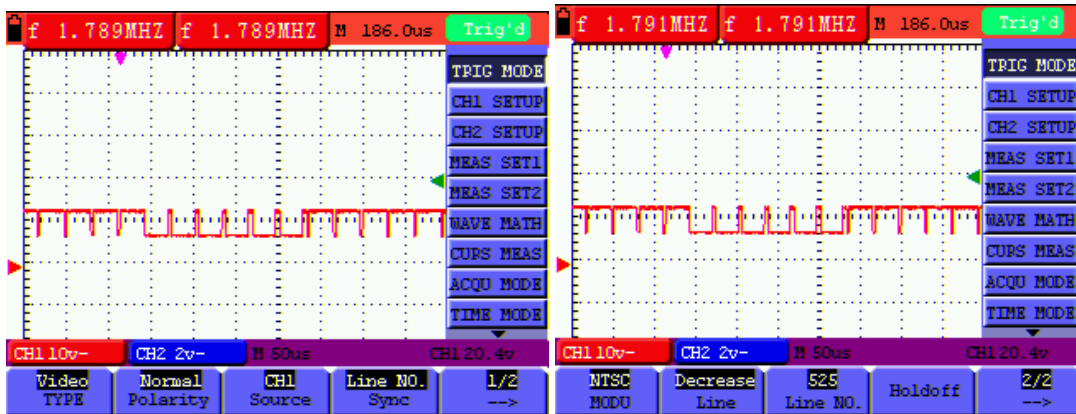 f 1.789MHZ f 1.789MHZ M 186.0us Trig'd
TRIG MODE
CH1 SETUP
CH2 SETUP
MEAS SET1
MEAS SET2
WAVE MATH
CURS MEAS
ACQU MODE
TIME MODE
CH1 10v- CH2 2v- M 50us CH1 20.4v
Video Normal CH1 Line NO. 1/2
TYPE Polarity Source Sync -->
f 1.791MHZ f 1.791MHZ M 186.0us Trig'd
TRIG MODE
CH1 SETUP
CH2 SETUP
MEAS SET1
MEAS SET2
WAVE MATH
CURS MEAS
ACQU MODE
TIME MODE
CH1 10v- CH2 2v- M 50us CH1 20.4v
NTSC Decrease 525 Holdoff 2/2
MODU Line Line NO. -->